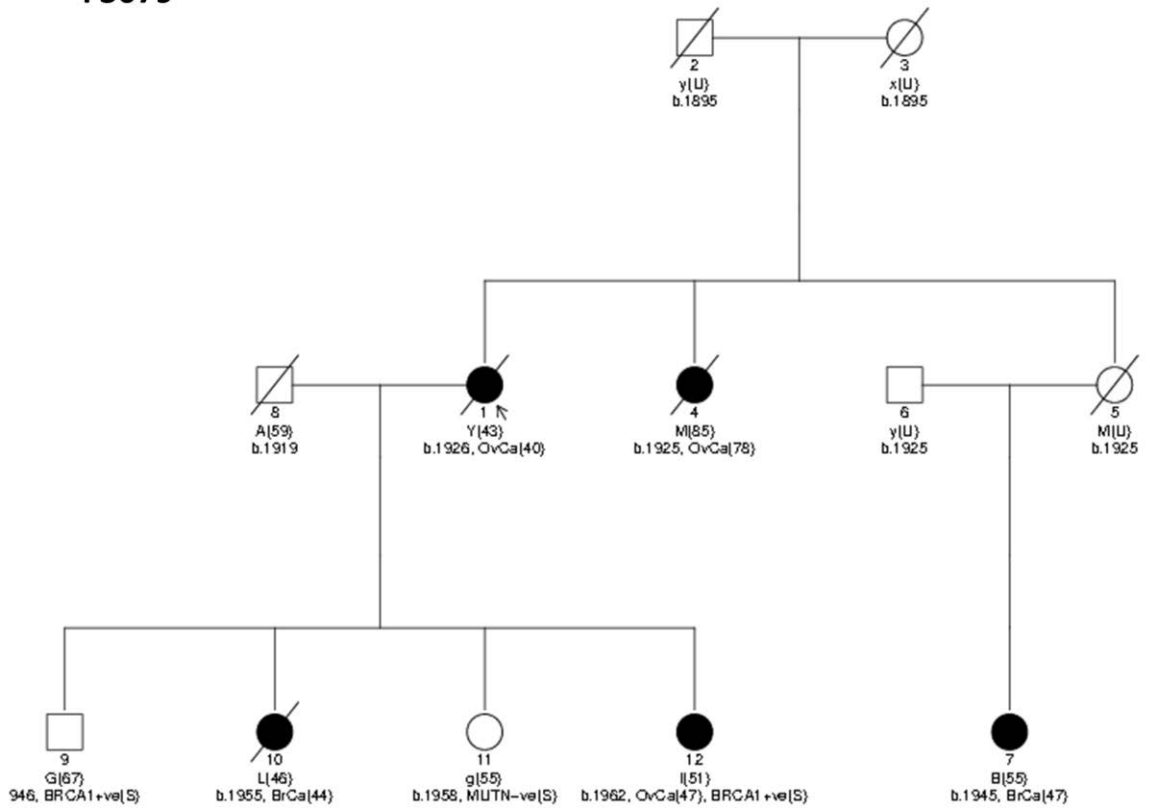 2
y{U}
b.1895
3
x{U}
b.1895
8
A{59}
b.1919
1
Y{43}
b.1926, OvCa{40}
4
M{85}
b.1925, OvCa{78}
6
y{U}
b.1925
5
M{U}
b.1925
9
G{67}
946, BRCA1+ve{S}
10
L{46}
b.1955, BrCa{44}
11
g{55}
b.1958, MUTN-ve{S}
12
b.1962, OvCa{47}, BRCA1+ve{S}
7
B{55}
b.1945, BrCa{47}